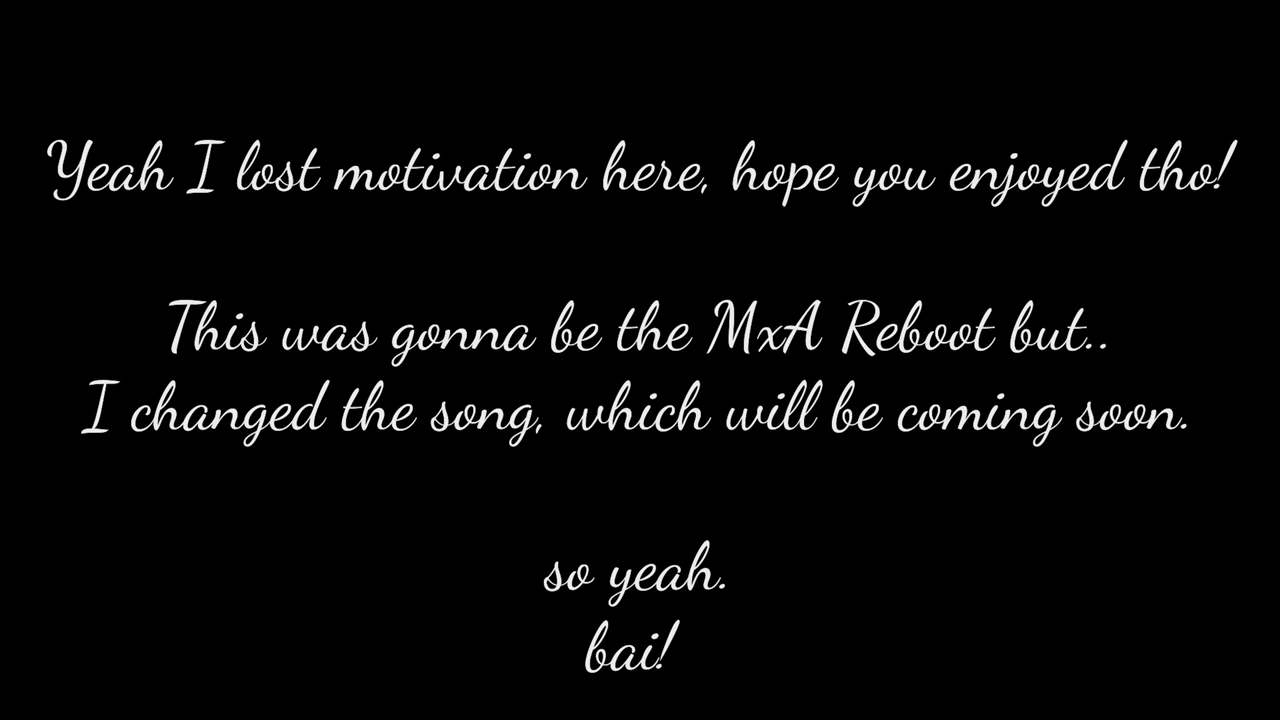 Yeah I lost motivation here, hope you enjoyed tho!
This was gonna be the MxA Reboot but..
I changed the song, which will be coming soon.
so yeah.
bai!